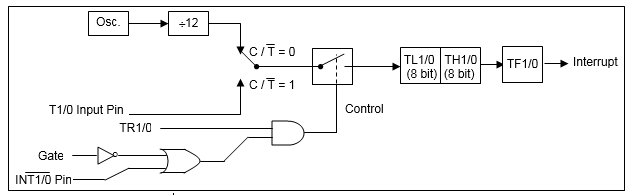 Osc.
÷12
C / T̅ = 0
C / T̅ = 1
TL1/0 (8 bit)
TH1/0 (8 bit)
TF1/0
Interrupt
T1/0 Input Pin
Control
TR1/0
Gate
I̅N̅T̅1̅/̅0̅ Pin